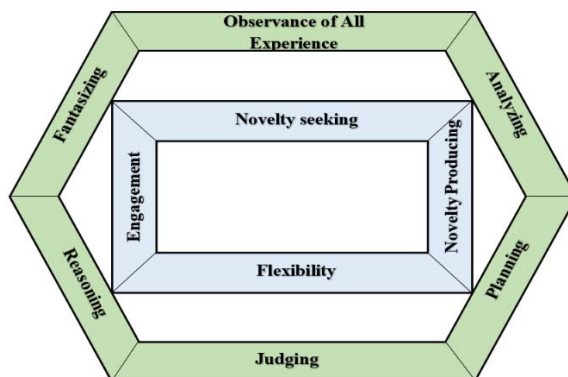 Observance of All
Experience
Fantasizing
Analyzing
Novelty seeking
Engagement
Novelty Producing
Flexibility
Reasoning
Planning
Judging